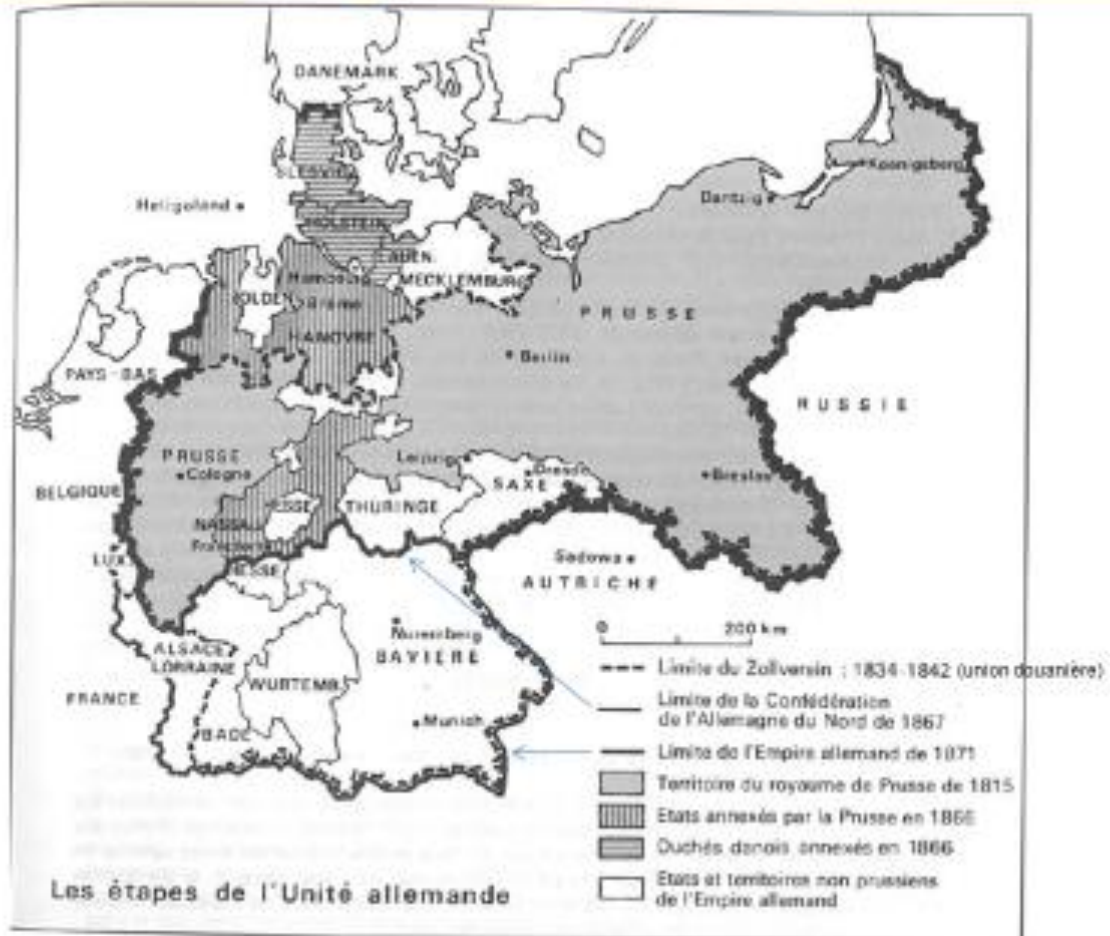 DANEMARK
SLESVIG
Heligoland
HOLSTEIN
Koenigsberg
Dantzig
Hambourg
MECKLEMBURG
OLDEN
Brême
HANOVRE
PRUSSE
Berlin
PAYS-BAS
RUSSIE
PRUSSE
Cologne
Leipzig
Dresde
SAXE
Breslau
BELGIQUE
HESSE
THURINGE
NASSA
LUX.
HESSE
Sadowa
AUTRICHE
Nuremberg
BAVIÈRE
ALSACE
LORRAINE
WURTEMB.
FRANCE
BADE
Munich
0 200 km
Limite du Zollverein : 1834-1842 (union douanière)
Limite de la Confédération
de l'Allemagne du Nord de 1867
Limite de l'Empire allemand de 1871
Territoire du royaume de Prusse de 1815
Etats annexés par la Prusse en 1866
Duchés danois annexés en 1866
Etats et territoires non prussiens
de l'Empire allemand
Les étapes de l'Unité allemande